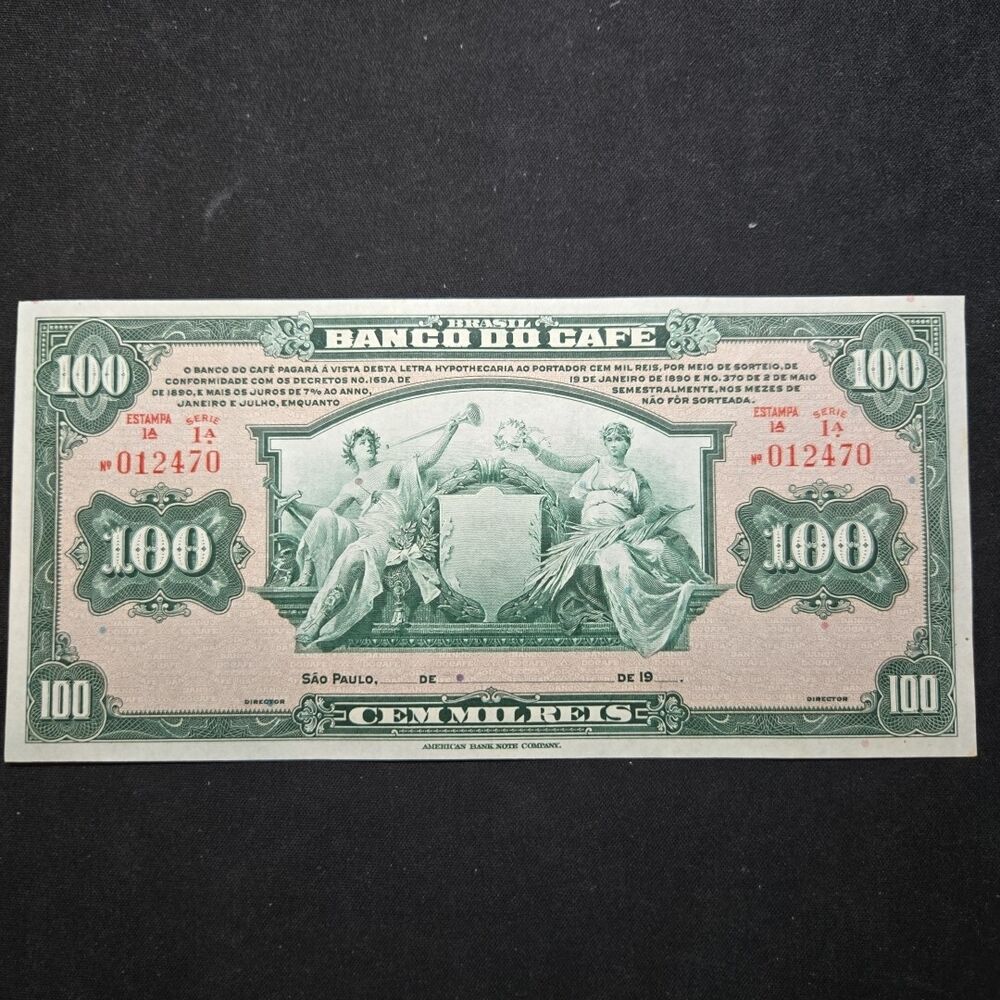 BRASIL
BANCO DO CAFÉ
100
100
O BANCO DO CAFÉ PAGARÁ Á VISTA DESTA LETRA HYPOTHECARIA AO PORTADOR CEM MIL REIS, POR MEIO DE SORTEIO, DE
CONFORMIDADE COM OS DECRETOS NO. 169A DE 19 DE JANEIRO DE 1890 E NO. 370 DE 2 DE MAIO
DE 1890, E MAIS OS JUROS DE 7% AO ANNO, SEMESTRALMENTE, NOS MEZES DE
JANEIRO E JULHO, EMQUANTO NÃO FÔR SORTEADA.
ESTAMPA SERIE
1A 1A
Nº 012470
ESTAMPA SERIE
1A 1A
Nº 012470
100
100
SÃO PAULO, DE DE 19
DIRECTOR
DIRECTOR
100
100
CEM MIL REIS
AMERICAN BANK NOTE COMPANY.